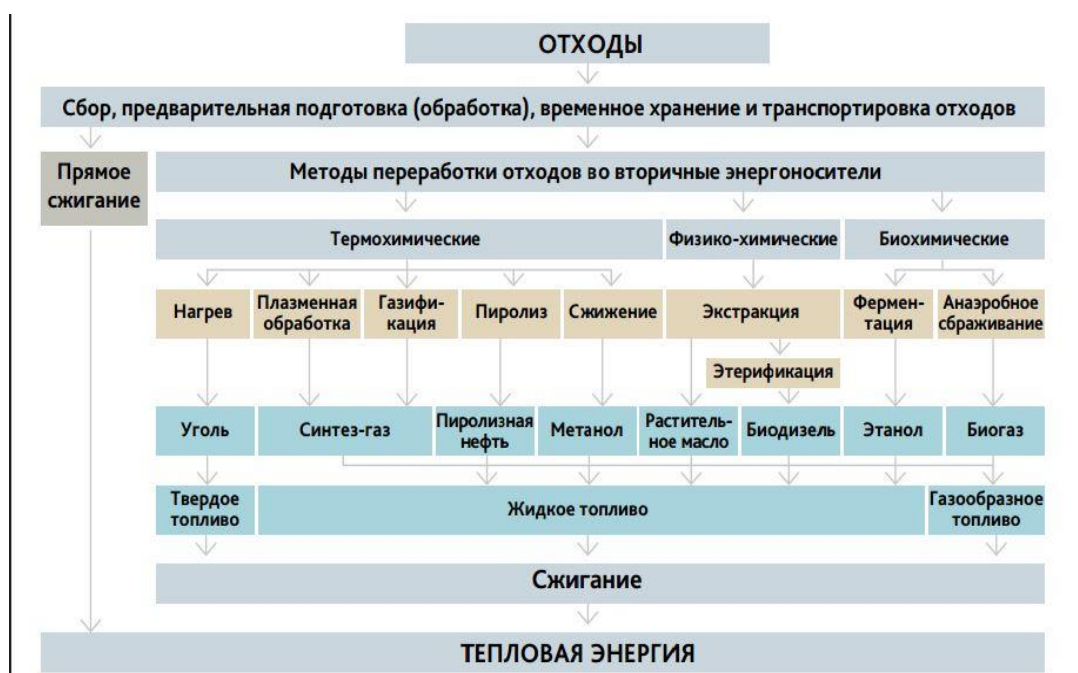 ОТХОДЫ
Сбор, предварительная подготовка (обработка), временное хранение и транспортировка отходов
Прямое
сжигание
Методы переработки отходов во вторичные энергоносители
Термохимические
Физико-химические
Биохимические
Нагрев
Плазменная
обработка
Газифи-
кация
Пиролиз
Сжижение
Экстракция
Фермен-
тация
Анаэробное
сбраживание
Этерификация
Уголь
Синтез-газ
Пиролизная
нефть
Метанол
Раститель-
ное масло
Биодизель
Этанол
Биогаз
Твердое
топливо
Жидкое топливо
Газообразное
топливо
Сжигание
ТЕПЛОВАЯ ЭНЕРГИЯ